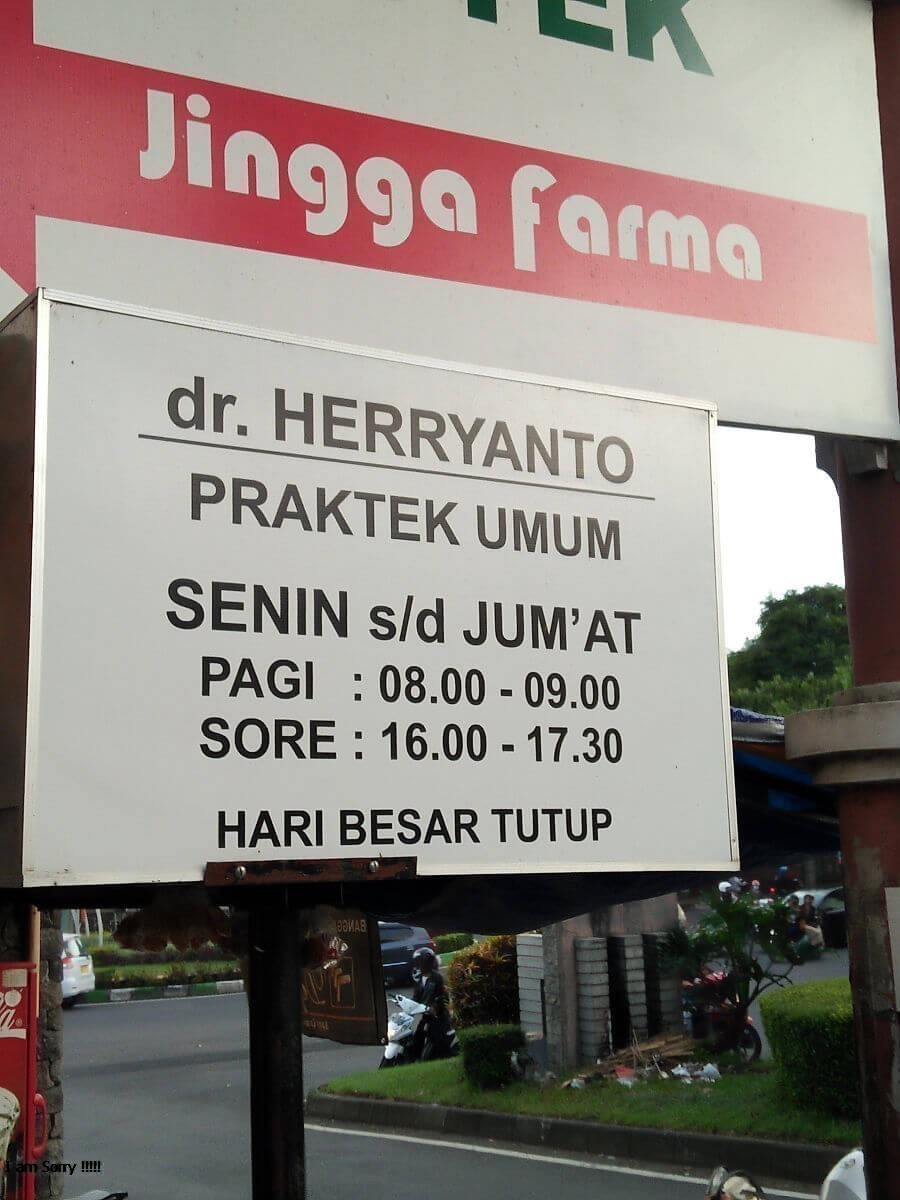 TEK
Jingga Farma
dr. HERRYANTO
PRAKTEK UMUM
SENIN s/d JUM'AT
PAGI : 08.00 - 09.00
SORE : 16.00 - 17.30
HARI BESAR TUTUP
I am Sorry !!!!!